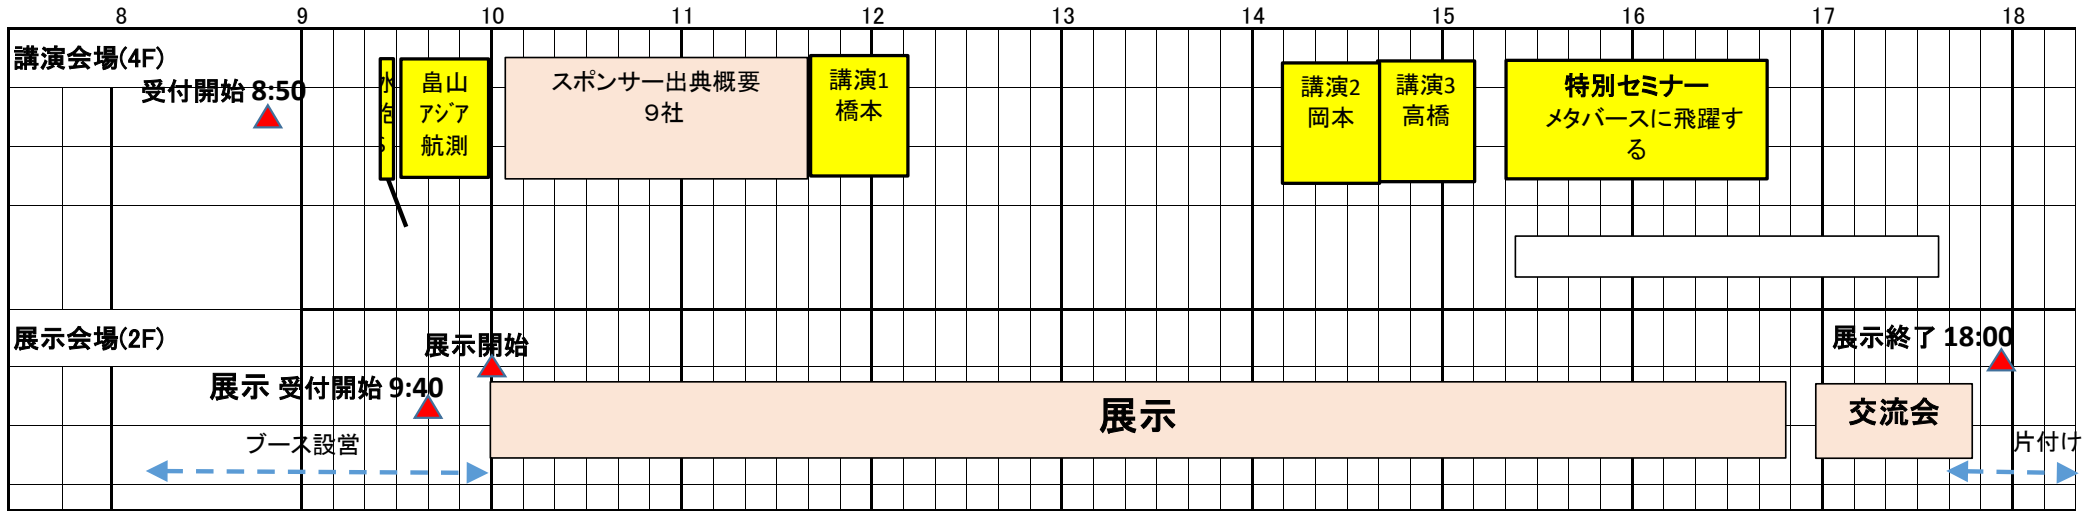 8 9 10 11 12 13 14 15 16 17 18
講演会場(4F)
受付開始 8:50
畠山
アジア
航測
スポンサー出典概要
9社
講演1
橋本
講演2
岡本
講演3
高橋
特別セミナー
メタバースに飛躍す
る
展示会場(2F)
展示開始
展示終了 18:00
展示 受付開始 9:40
展示
交流会
ブース設営
片付け